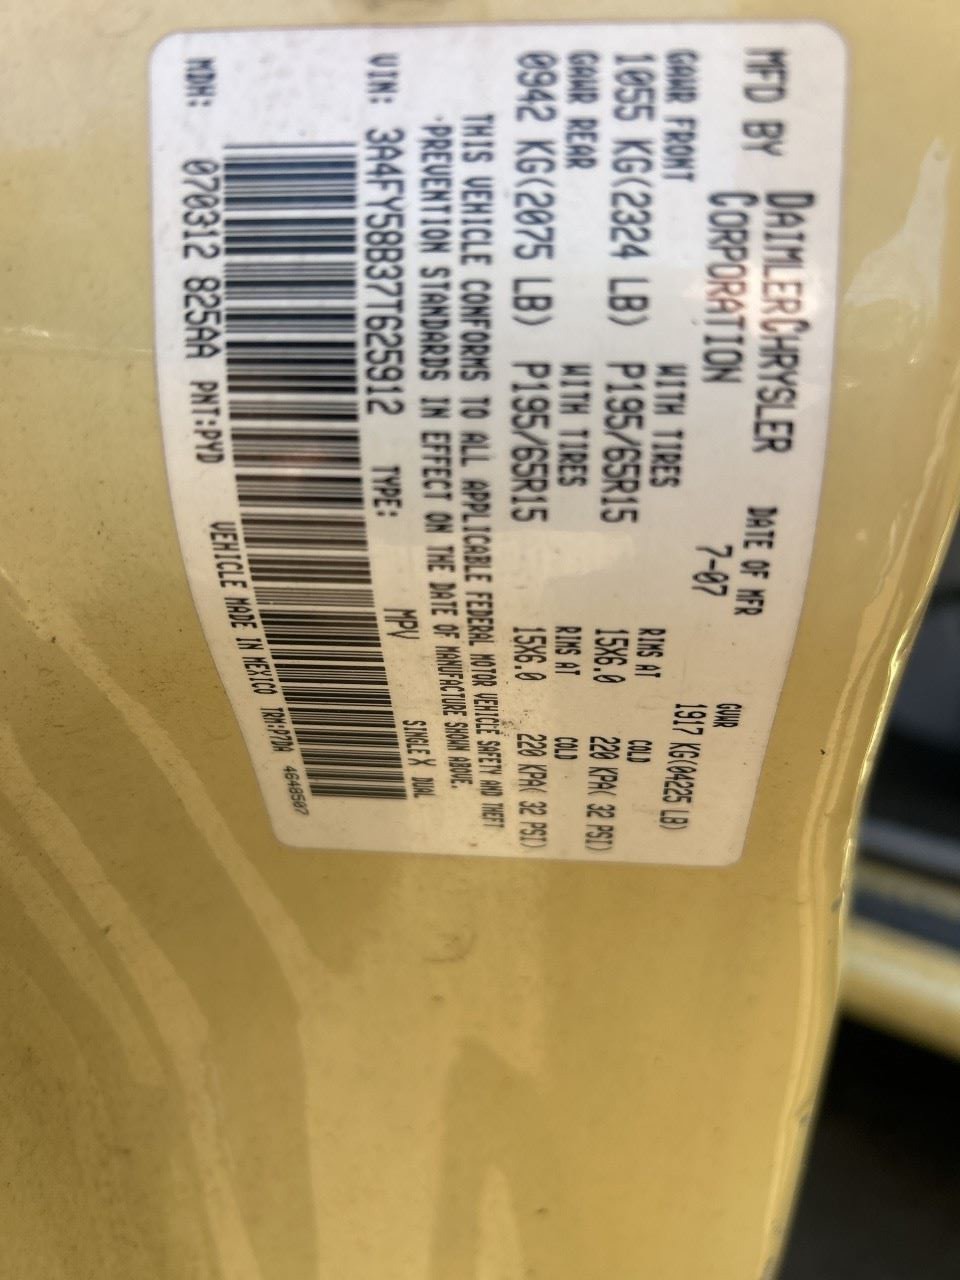 MFD BY DAIMLERCHRYSLER CORPORATION
DATE OF MFR 7-07
GVWR 1917 KG(04225 LB)
GAWR FRONT WITH TIRES RIMS AT COLD
1055 KG(2324 LB) P195/65R15 15X6.0 220 KPA( 32 PSI)
GAWR REAR WITH TIRES RIMS AT COLD
0942 KG(2075 LB) P195/65R15 15X6.0 220 KPA( 32 PSI)
THIS VEHICLE CONFORMS TO ALL APPLICABLE FEDERAL MOTOR VEHICLE SAFETY AND THEFT
PREVENTION STANDARDS IN EFFECT ON THE DATE OF MANUFACTURE SHOWN ABOVE.
VIN: 3A4FY58B37T625912 TYPE: MPV SINGLE X DUAL
MDH: 070312 825AA PNT:PYD VEHICLE MADE IN MEXICO TRM:P7DA 4648507